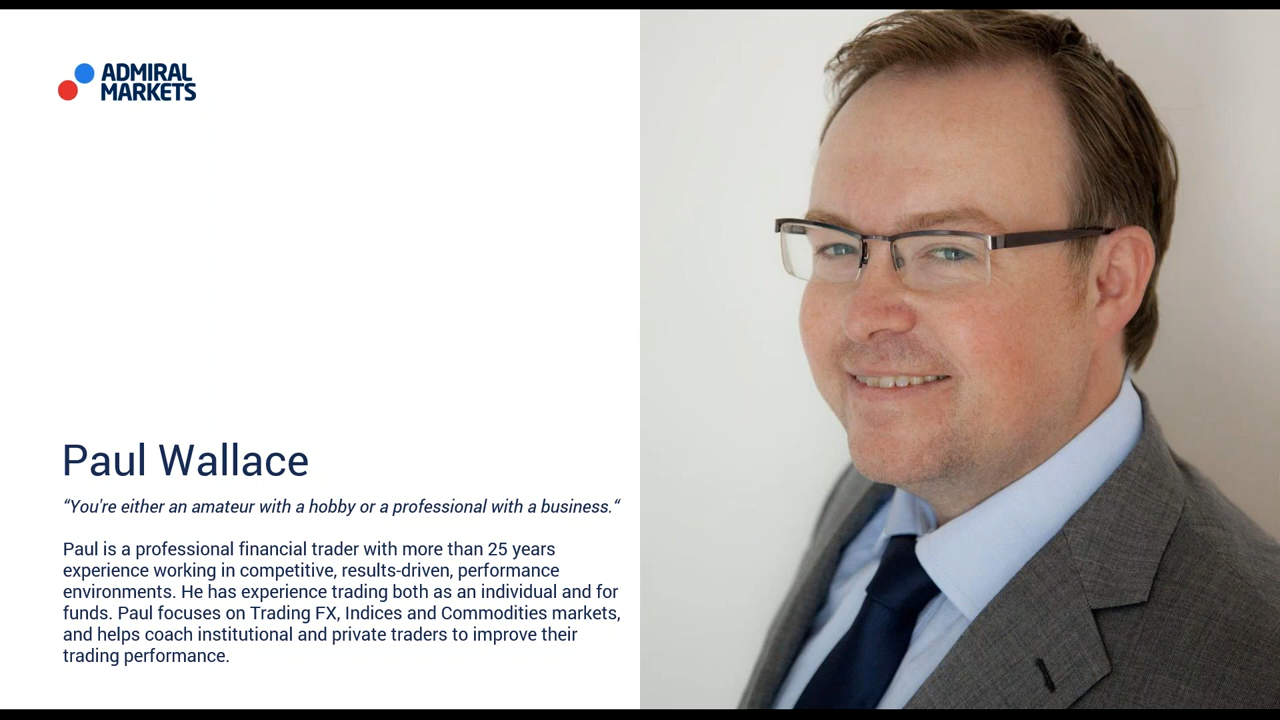 ADMIRAL
MARKETS
Paul Wallace
“You're either an amateur with a hobby or a professional with a business.“
Paul is a professional financial trader with more than 25 years
experience working in competitive, results-driven, performance
environments. He has experience trading both as an individual and for
funds. Paul focuses on Trading FX, Indices and Commodities markets,
and helps coach institutional and private traders to improve their
trading performance.